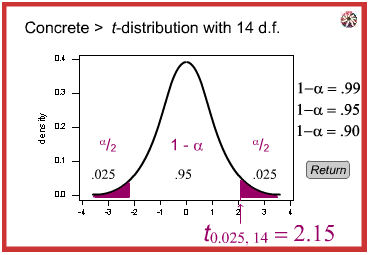 Concrete > t-distribution with 14 d.f.
0.4
0.3
0.2
0.1
0.0
density
α/2
1 - α
α/2
.025
.95
.025
-4 -3 -2 -1 0 1 2 3 4
1−α = .99
1−α = .95
1−α = .90
Return
t0.025, 14 = 2.15